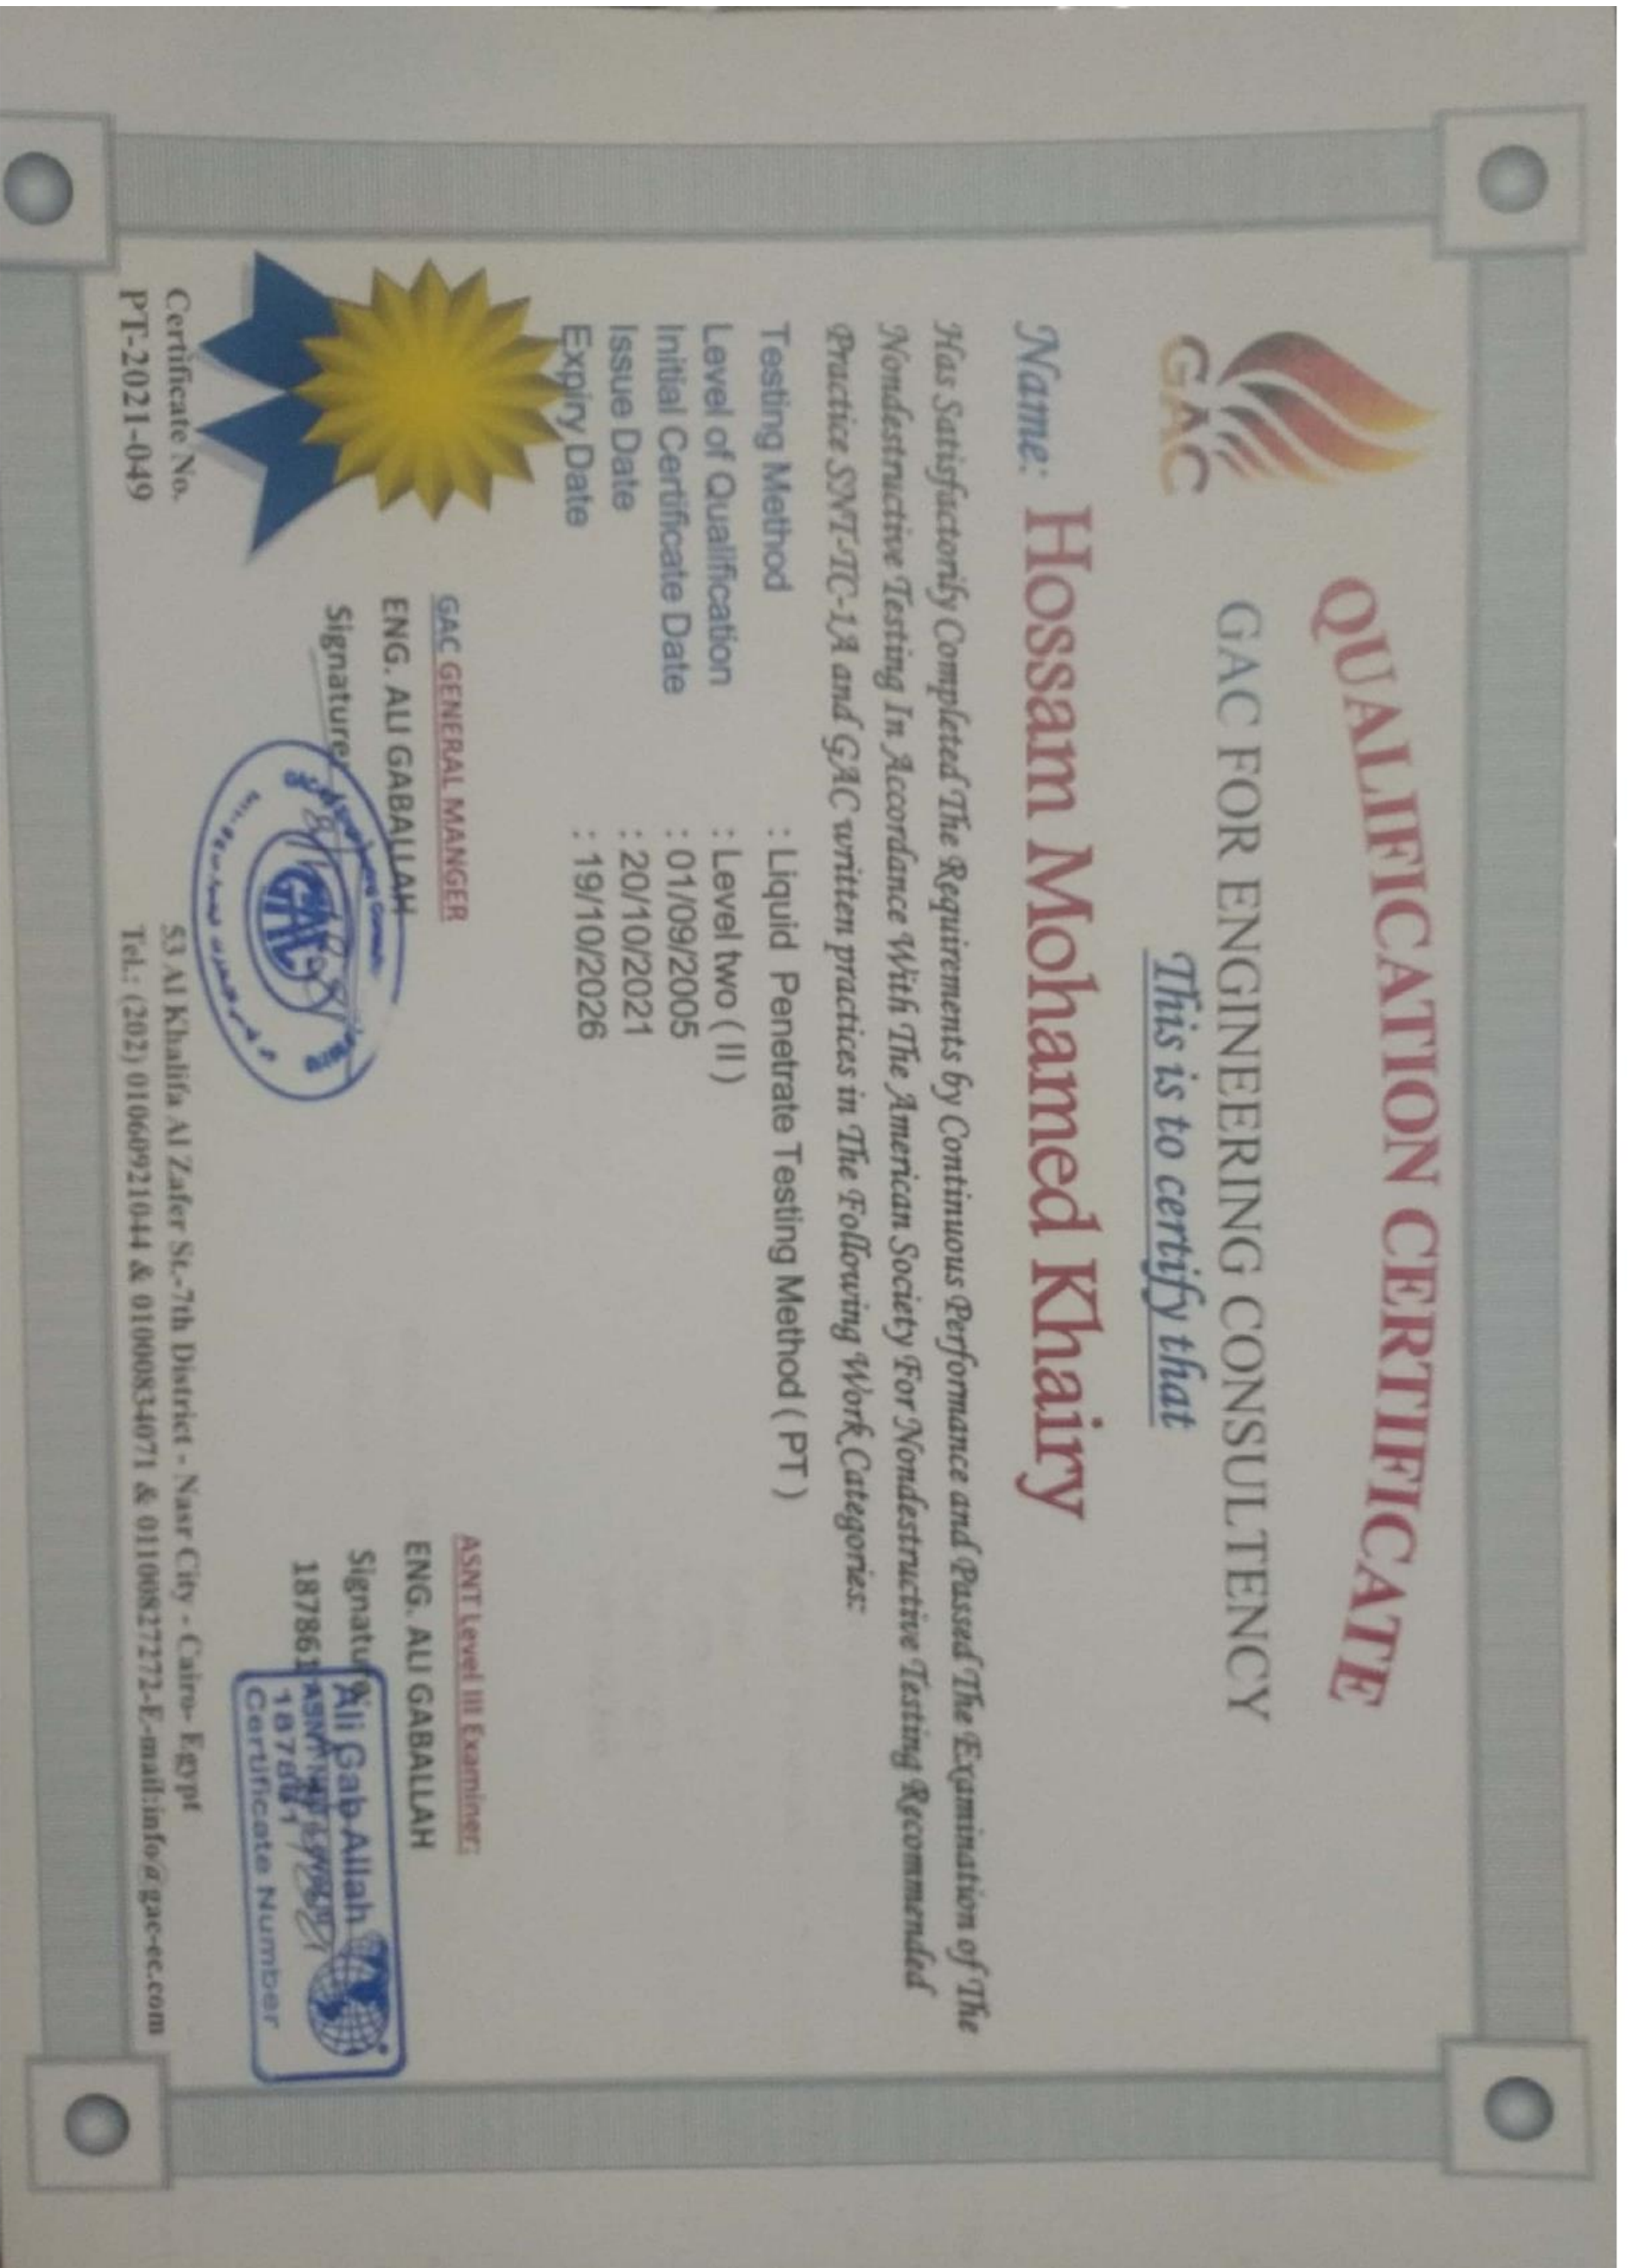 QUALIFICATION CERTIFICATE
GAC
GAC FOR ENGINEERING CONSULTENCY
This is to certify that
Name: Hossam Mohamed Khairy
Has Satisfactorily Completed The Requirements by Continuous Performance and Passed The Examination of The
Nondestructive Testing In Accordance With The American Society For Nondestructive Testing Recommended
Practice SNT-TC-1A and GAC written practices in The Following Work Categories:
Testing Method : Liquid Penetrate Testing Method ( PT )
Level of Qualification : Level two ( II )
Initial Certificate Date : 01/09/2005
Issue Date : 20/10/2021
Expiry Date : 19/10/2026
GAC GENERAL MANGER
ENG. ALI GABALLAH
Signature
GAC
ASNT Level III Examiner:
ENG. ALI GABALLAH
Signature
187861
Ali Gab-Allah
ASNT
187861
Certificate Number
Certificate No.
PT-2021-049
53 Al Khalifa Al Zafer St.-7th District - Nasr City - Cairo- Egypt
Tel.: (202) 01060921044 & 01000834071 & 01100827272-E-mail:info@gac-ec.com